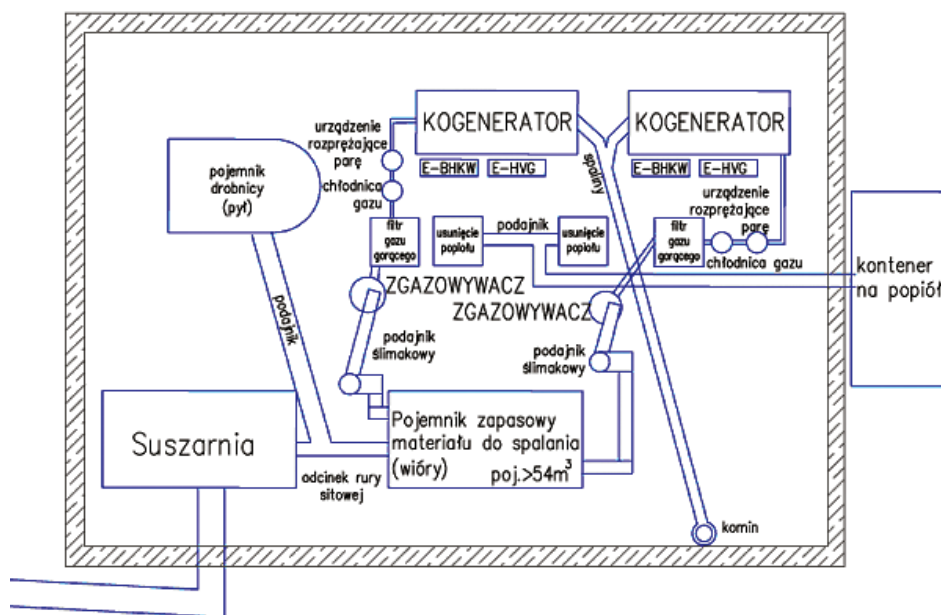 KOGENERATOR
KOGENERATOR
urządzenie
rozprężające
parę
E-BHKW
E-HVG
E-BHKW
E-HVG
spaliny
pojemnik
drobnicy
(pył)
chłodnica
gazu
urządzenie
rozprężające
parę
filtr
gazu
gorącego
usunięcie
popiołu
podajnik
usunięcie
popiołu
filtr
gazu
gorącego
chłodnica gazu
kontener
na popiół
ZGAZOWYWACZ
ZGAZOWYWACZ
podajnik
podajnik
ślimakowy
podajnik
ślimakowy
Suszarnia
Pojemnik zapasowy
materiału do spalania
(wióry)
poj.>54m³
odcinek rury
sitowej
komin